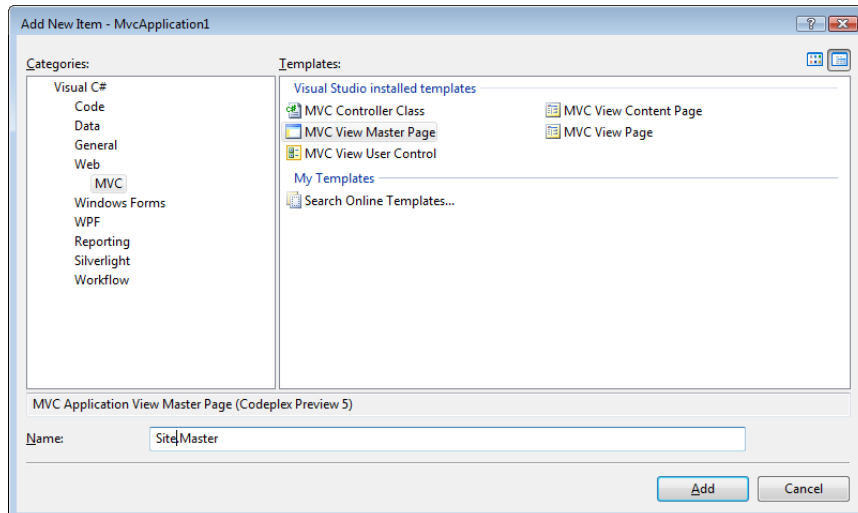 Add New Item - MvcApplication1
Categories:
Templates:
Visual C#
Code
Data
General
Web
MVC
Windows Forms
WPF
Reporting
Silverlight
Workflow
Visual Studio installed templates
MVC Controller Class
MVC View Content Page
MVC View Master Page
MVC View Page
MVC View User Control
My Templates
Search Online Templates...
MVC Application View Master Page (Codeplex Preview 5)
Name:
Site.Master
Add
Cancel